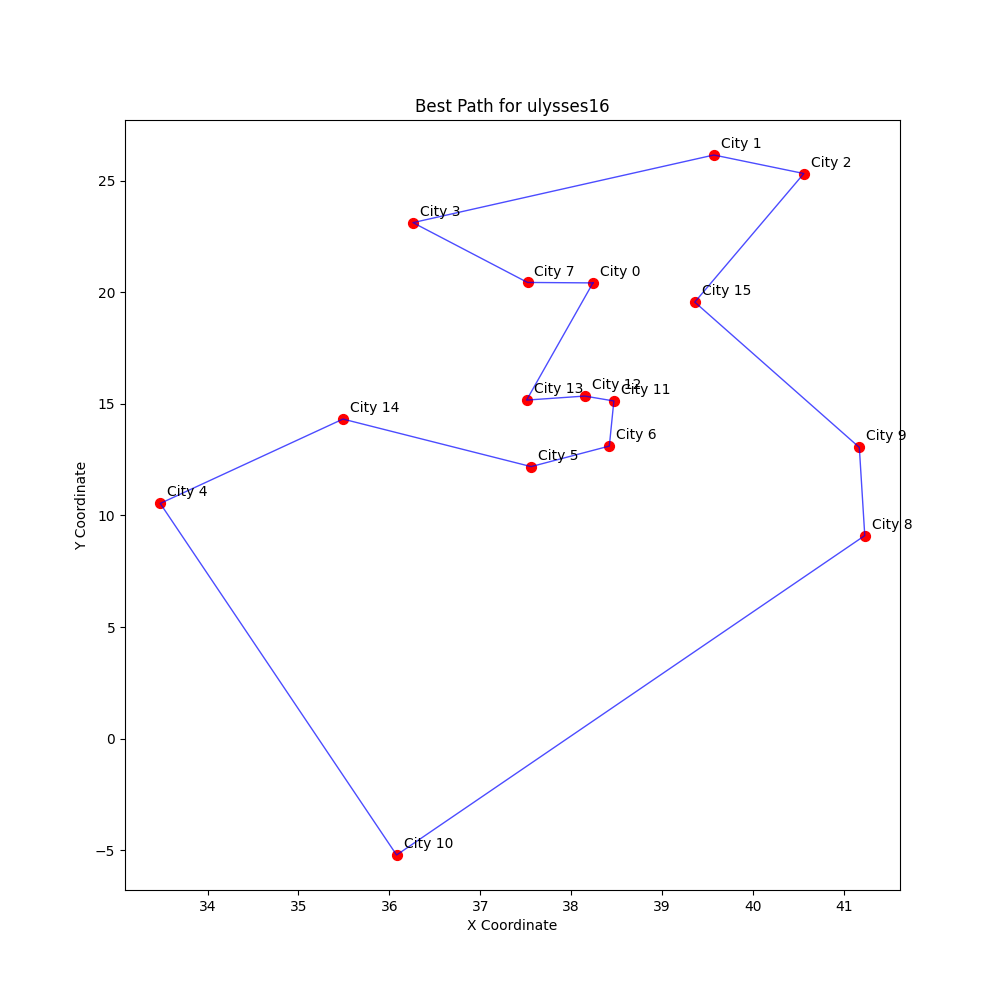 Best Path for ulysses16
City 1
City 2
City 3
City 7
City 0
City 15
City 13
City 12
City 11
City 14
City 6
City 9
City 5
City 4
City 8
City 10
25
20
15
10
5
0
−5
Y Coordinate
34 35 36 37 38 39 40 41
X Coordinate